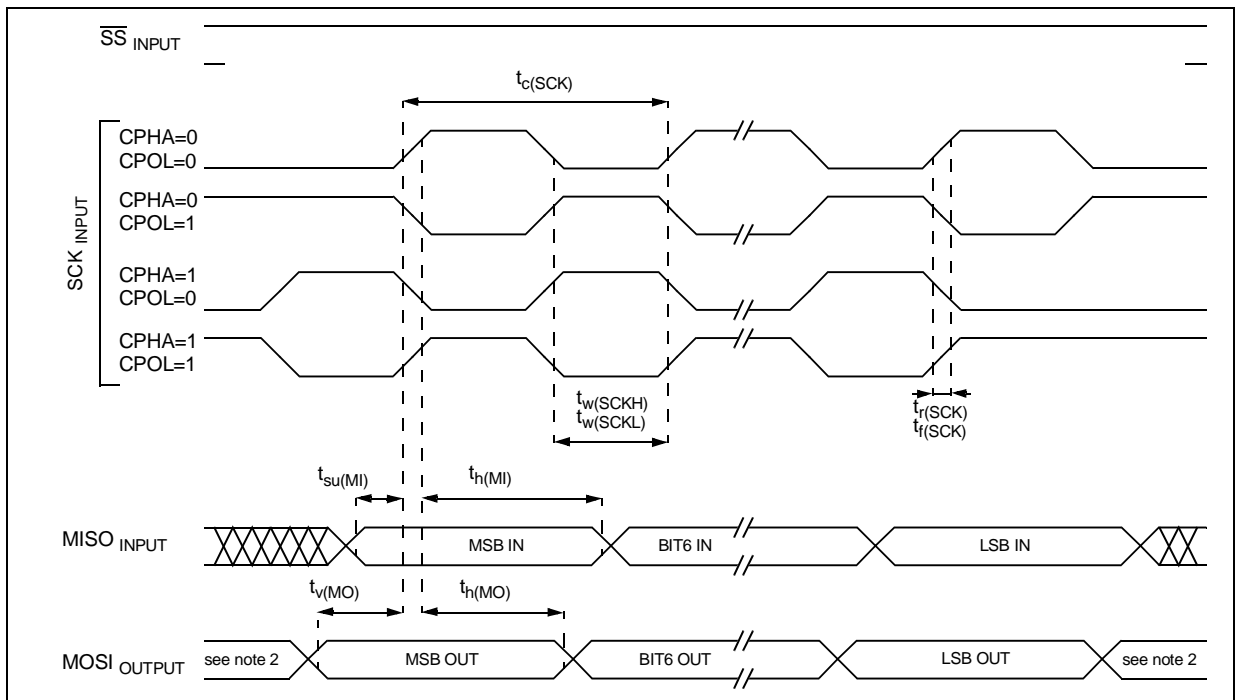 SS INPUT
tc(SCK)
SCK INPUT
CPHA=0
CPOL=0
CPHA=0
CPOL=1
CPHA=1
CPOL=0
CPHA=1
CPOL=1
tw(SCKH)
tw(SCKL)
tr(SCK)
tf(SCK)
tsu(MI)
th(MI)
MISO INPUT
MSB IN
BIT6 IN
LSB IN
tv(MO)
th(MO)
MOSI OUTPUT
see note 2
MSB OUT
BIT6 OUT
LSB OUT
see note 2